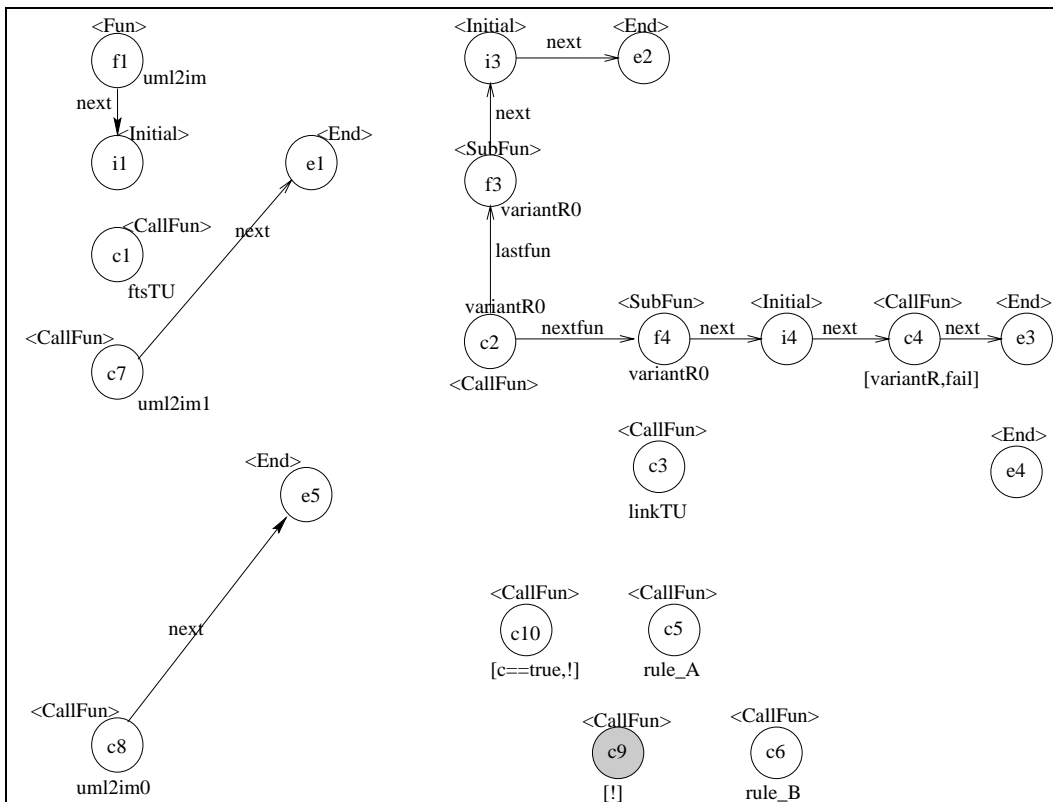 <Fun>
f1
uml2im
next
<Initial>
i1
<End>
e1
next
<CallFun>
c1
ftsTU
<CallFun>
c7
uml2im1
<Initial>
i3
next
<End>
e2
next
<SubFun>
f3
variantR0
lastfun
variantR0
c2
<CallFun>
nextfun
<SubFun>
f4
variantR0
next
<Initial>
i4
next
<CallFun>
c4
[variantR,fail]
next
<End>
e3
<CallFun>
c3
linkTU
<End>
e4
<End>
e5
next
<CallFun>
c8
uml2im0
<CallFun>
c10
[c==true,!]
<CallFun>
c5
rule_A
<CallFun>
c9
[!]
<CallFun>
c6
rule_B